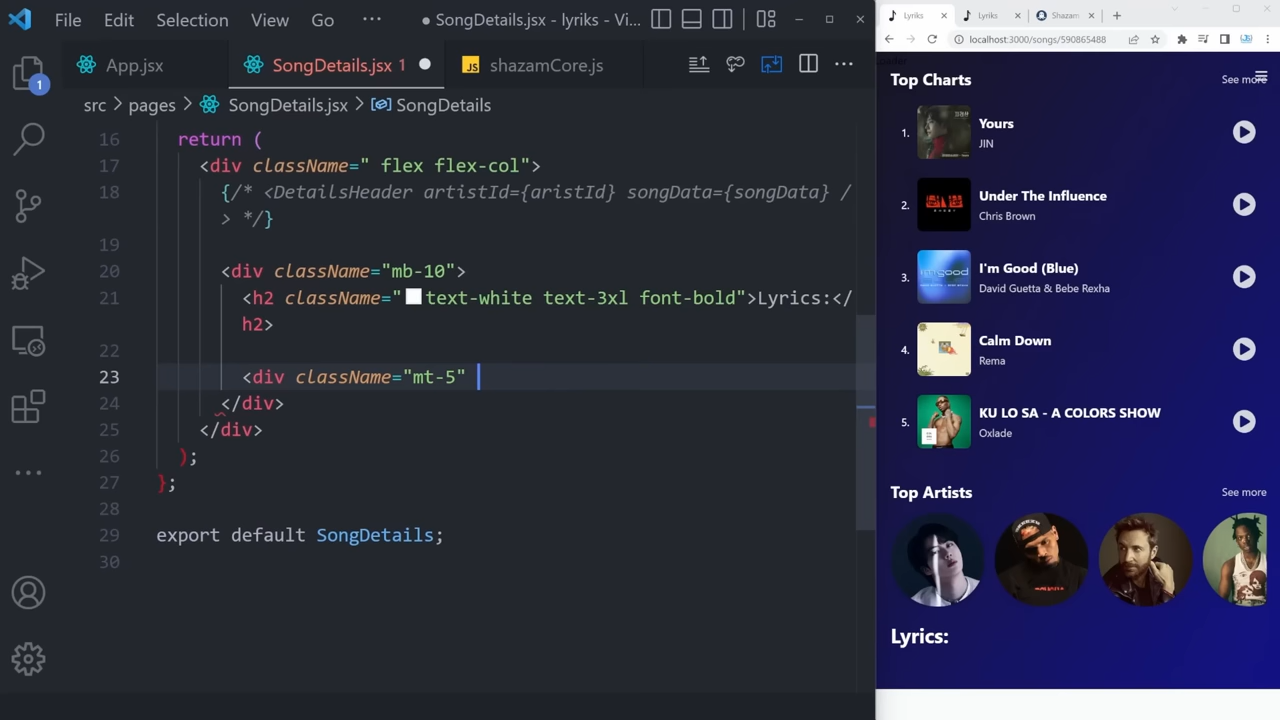 File Edit Selection View Go ··· ● SongDetails.jsx - lyriks - Vi...
App.jsx SongDetails.jsx 1 ● JS shazamCore.js
src > pages > SongDetails.jsx > SongDetails
16 return (
17 <div className=" flex flex-col">
18 {/* <DetailsHeader artistId={aristId} songData={songData} /
> */}
19
20 <div className="mb-10">
21 <h2 className="text-white text-3xl font-bold">Lyrics:</
h2>
22
23 <div className="mt-5"
24 </div>
25 </div>
26 );
27 };
28
29 export default SongDetails;
30
1
Lyriks Lyriks Shazam
localhost:3000/songs/590865488
Top Charts See more
1. Yours
JIN
2. Under The Influence
Chris Brown
3. I'm Good (Blue)
David Guetta & Bebe Rexha
4. Calm Down
Rema
5. KU LO SA - A COLORS SHOW
Oxlade
Top Artists See more
Lyrics: